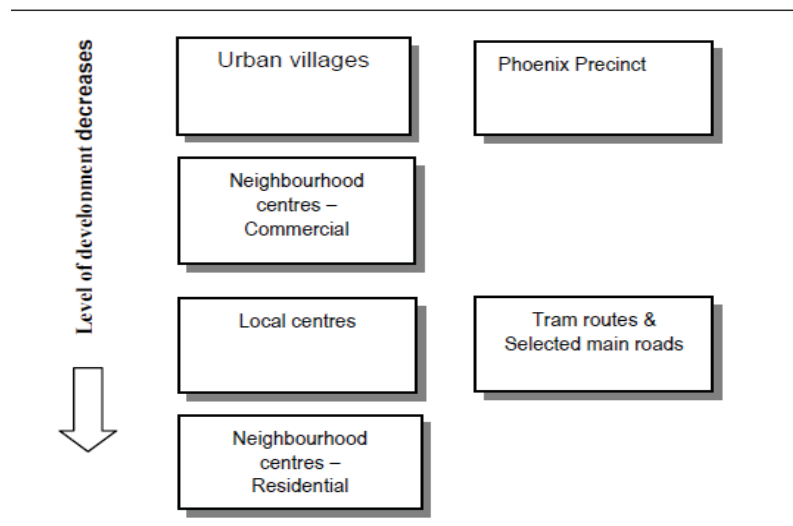 Level of development decreases
Urban villages
Phoenix Precinct
Neighbourhood
centres –
Commercial
Local centres
Tram routes &
Selected main roads
Neighbourhood
centres –
Residential